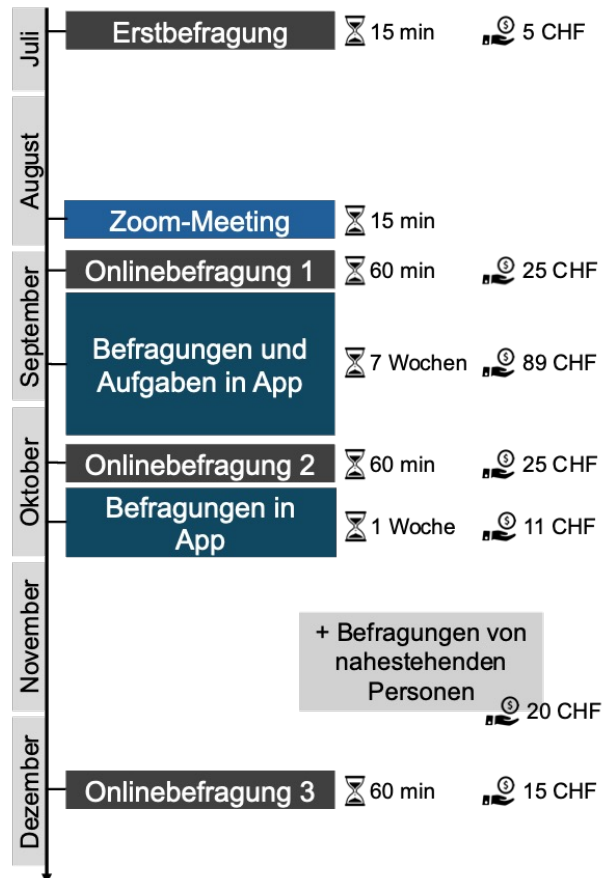 Juli
Erstbefragung
15 min
5 CHF
August
Zoom-Meeting
15 min
September
Onlinebefragung 1
60 min
25 CHF
Befragungen und
Aufgaben in App
7 Wochen
89 CHF
Oktober
Onlinebefragung 2
60 min
25 CHF
Befragungen in
App
1 Woche
11 CHF
November
+ Befragungen von
nahestehenden
Personen
20 CHF
Dezember
Onlinebefragung 3
60 min
15 CHF